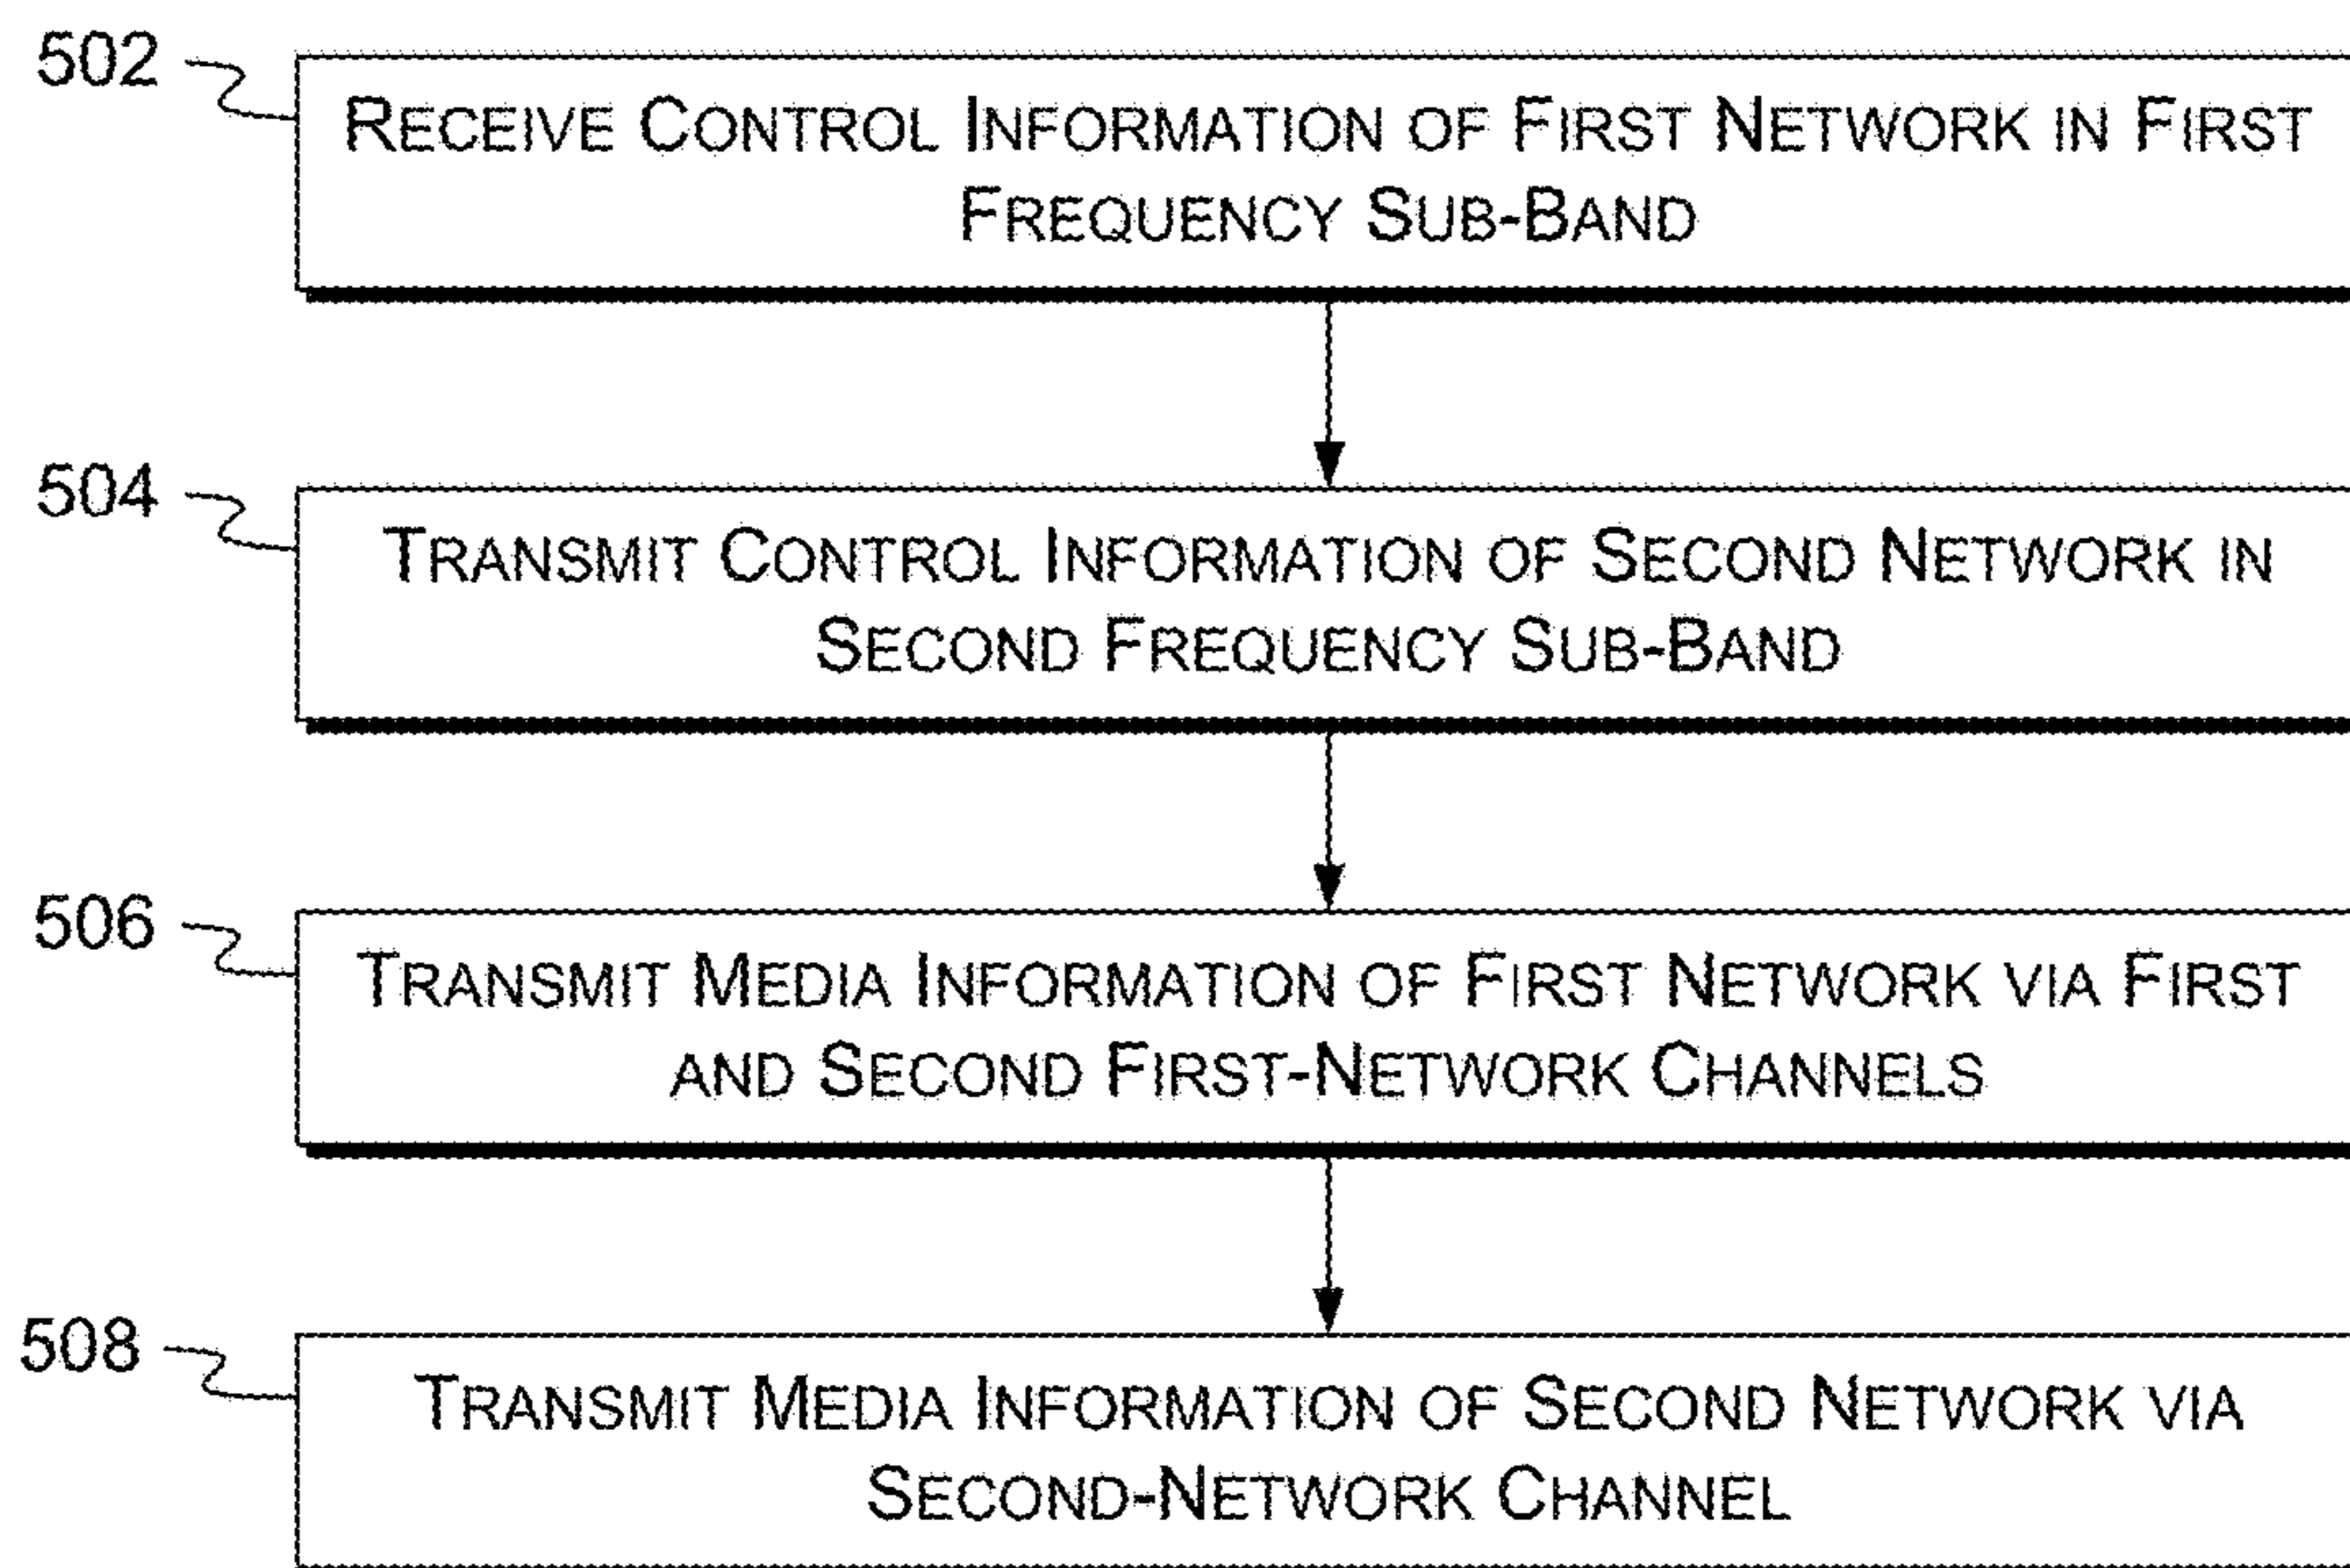 502
RECEIVE CONTROL INFORMATION OF FIRST NETWORK IN FIRST
FREQUENCY SUB-BAND
504
TRANSMIT CONTROL INFORMATION OF SECOND NETWORK IN
SECOND FREQUENCY SUB-BAND
506
TRANSMIT MEDIA INFORMATION OF FIRST NETWORK VIA FIRST
AND SECOND FIRST-NETWORK CHANNELS
508
TRANSMIT MEDIA INFORMATION OF SECOND NETWORK VIA
SECOND-NETWORK CHANNEL